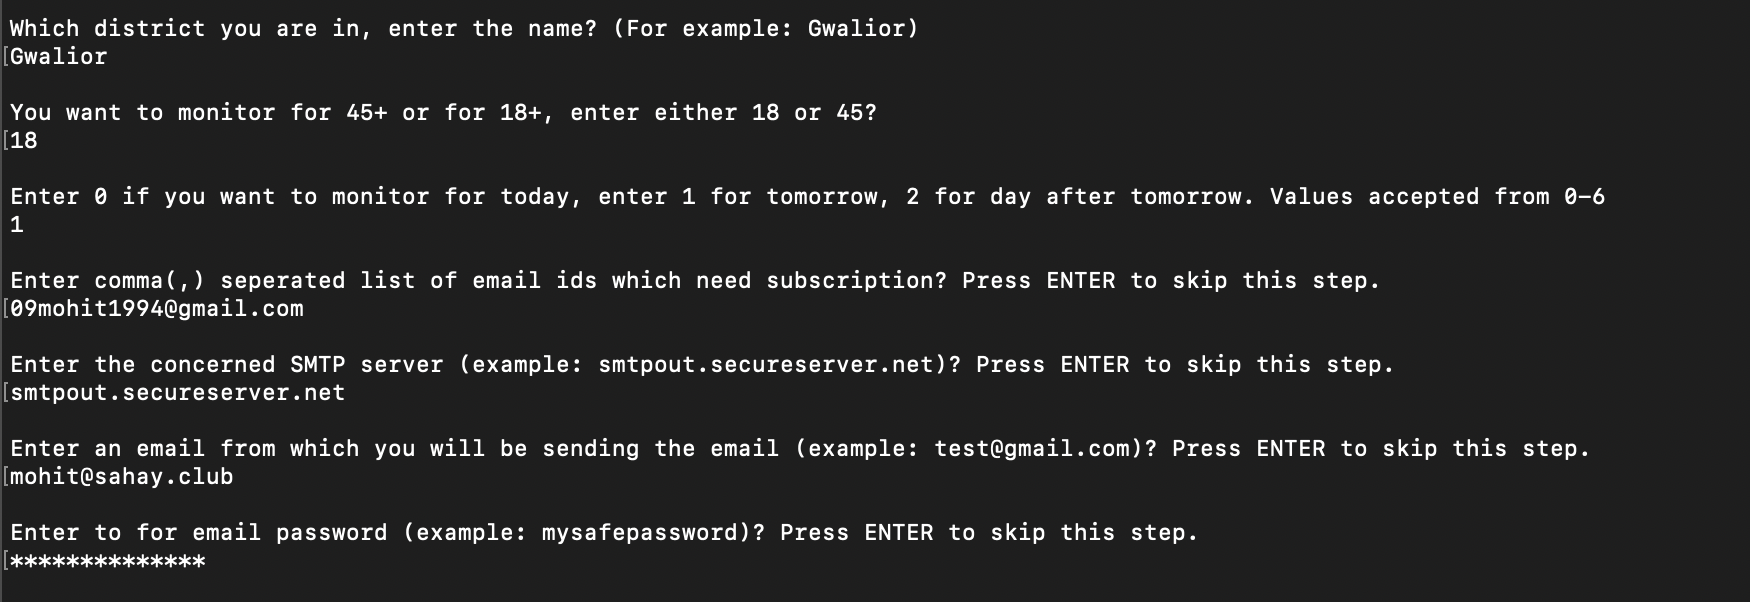 Which district you are in, enter the name? (For example: Gwalior)
[Gwalior
You want to monitor for 45+ or for 18+, enter either 18 or 45?
[18
Enter 0 if you want to monitor for today, enter 1 for tomorrow, 2 for day after tomorrow. Values accepted from 0-6
1
Enter comma(,) seperated list of email ids which need subscription? Press ENTER to skip this step.
[09mohit1994@gmail.com
Enter the concerned SMTP server (example: smtpout.secureserver.net)? Press ENTER to skip this step.
[smtpout.secureserver.net
Enter an email from which you will be sending the email (example: test@gmail.com)? Press ENTER to skip this step.
[mohit@sahay.club
Enter to for email password (example: mysafepassword)? Press ENTER to skip this step.
[**************